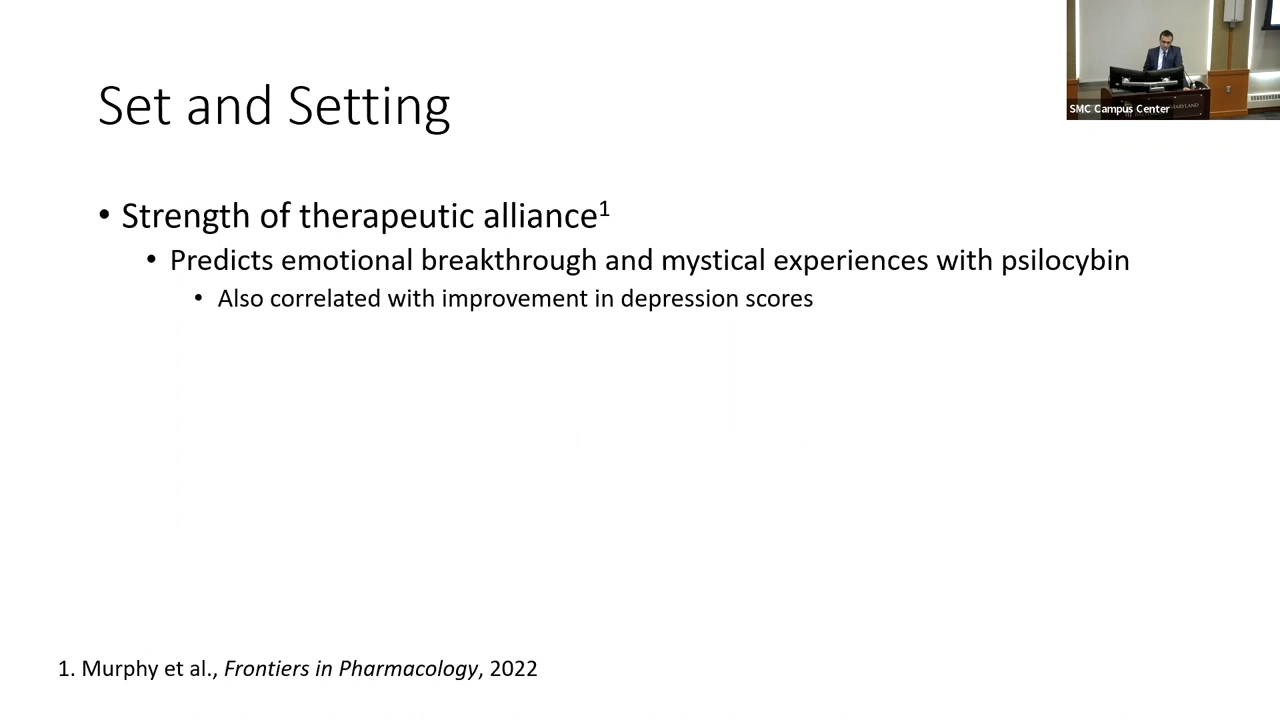 Set and Setting
• Strength of therapeutic alliance¹
• Predicts emotional breakthrough and mystical experiences with psilocybin
• Also correlated with improvement in depression scores
1. Murphy et al., Frontiers in Pharmacology, 2022
SMC Campus Center
MARYLAND